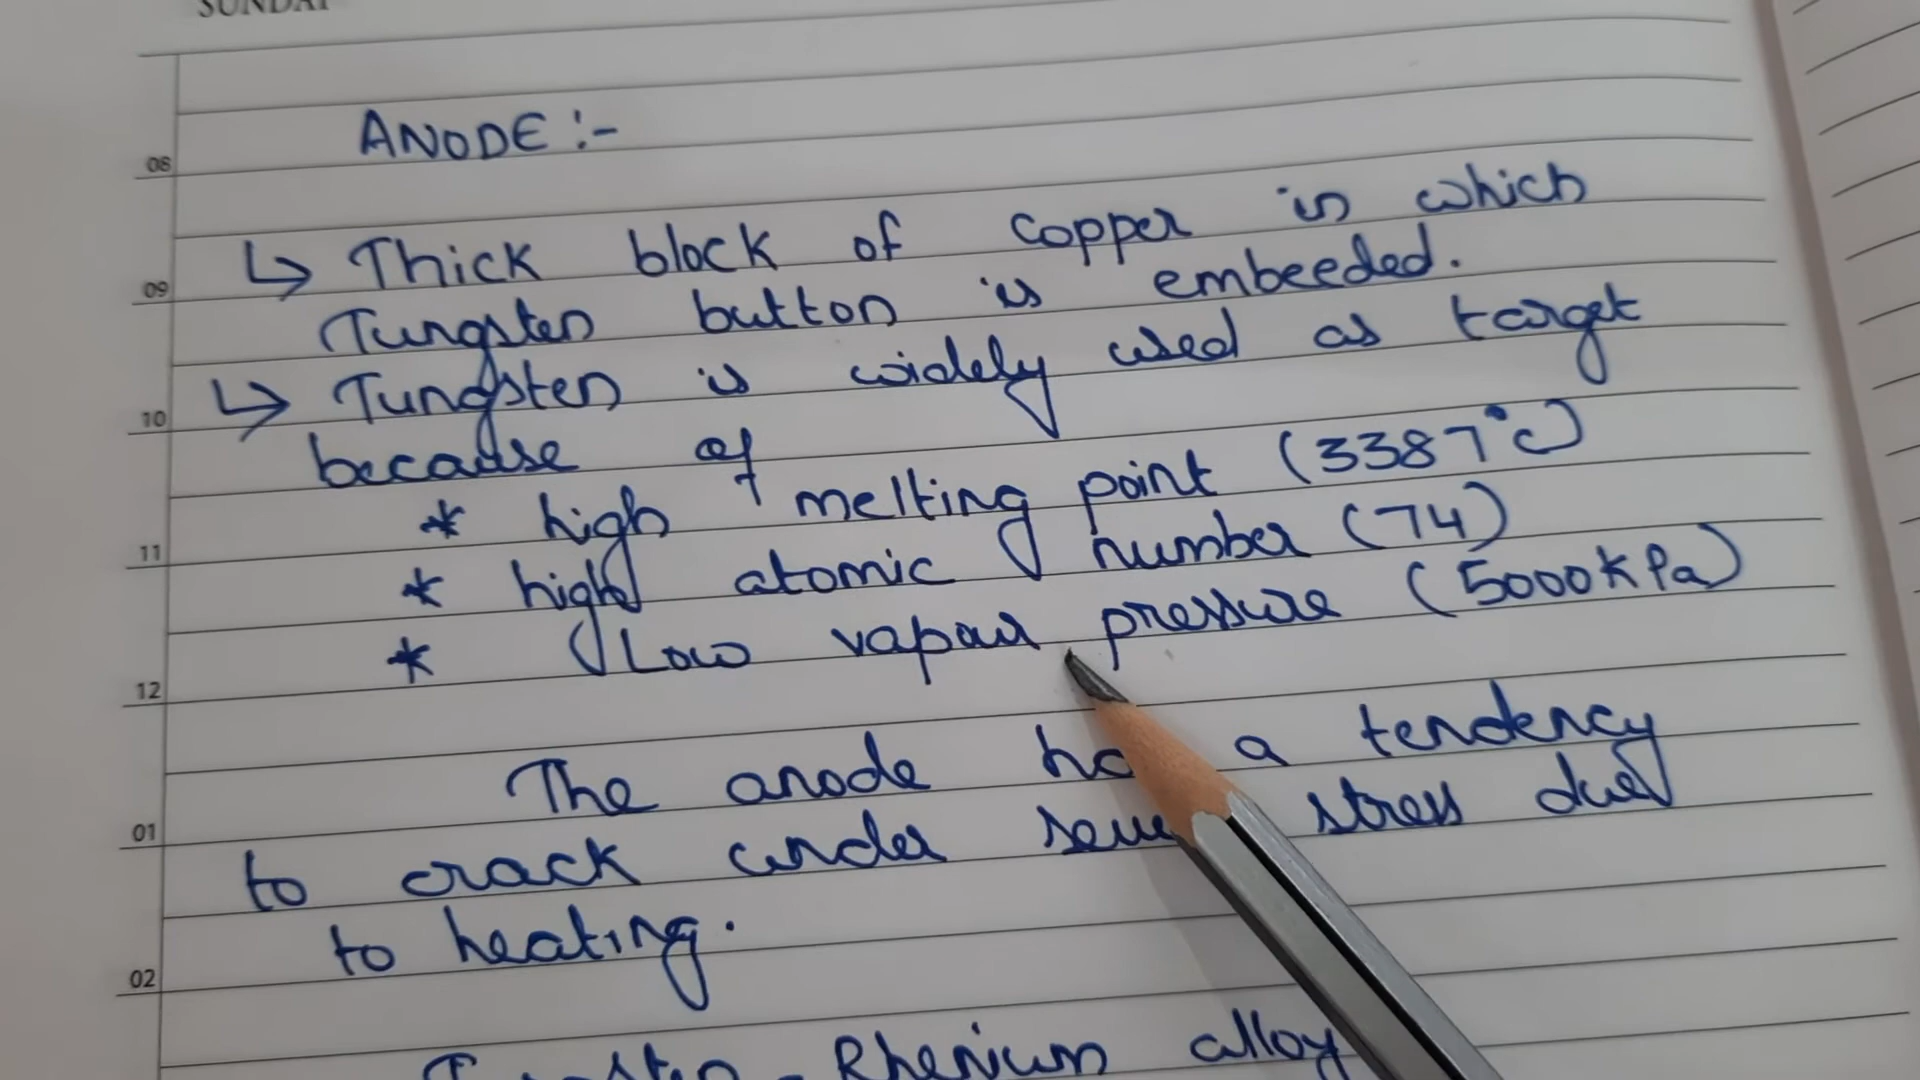 SUNDAY
ANODE :-
08
↳ Thick block of copper in which
09
Tungsten button is embeeded.
↳ Tungsten is widely used as target
10
because of
* high melting point (3387°C)
11
* high atomic number (74)
* Low vapour pressure (5000KPa)
12
The anode a tendency
01
to crack under stress due
to heating.
02
- Rhenium alloy